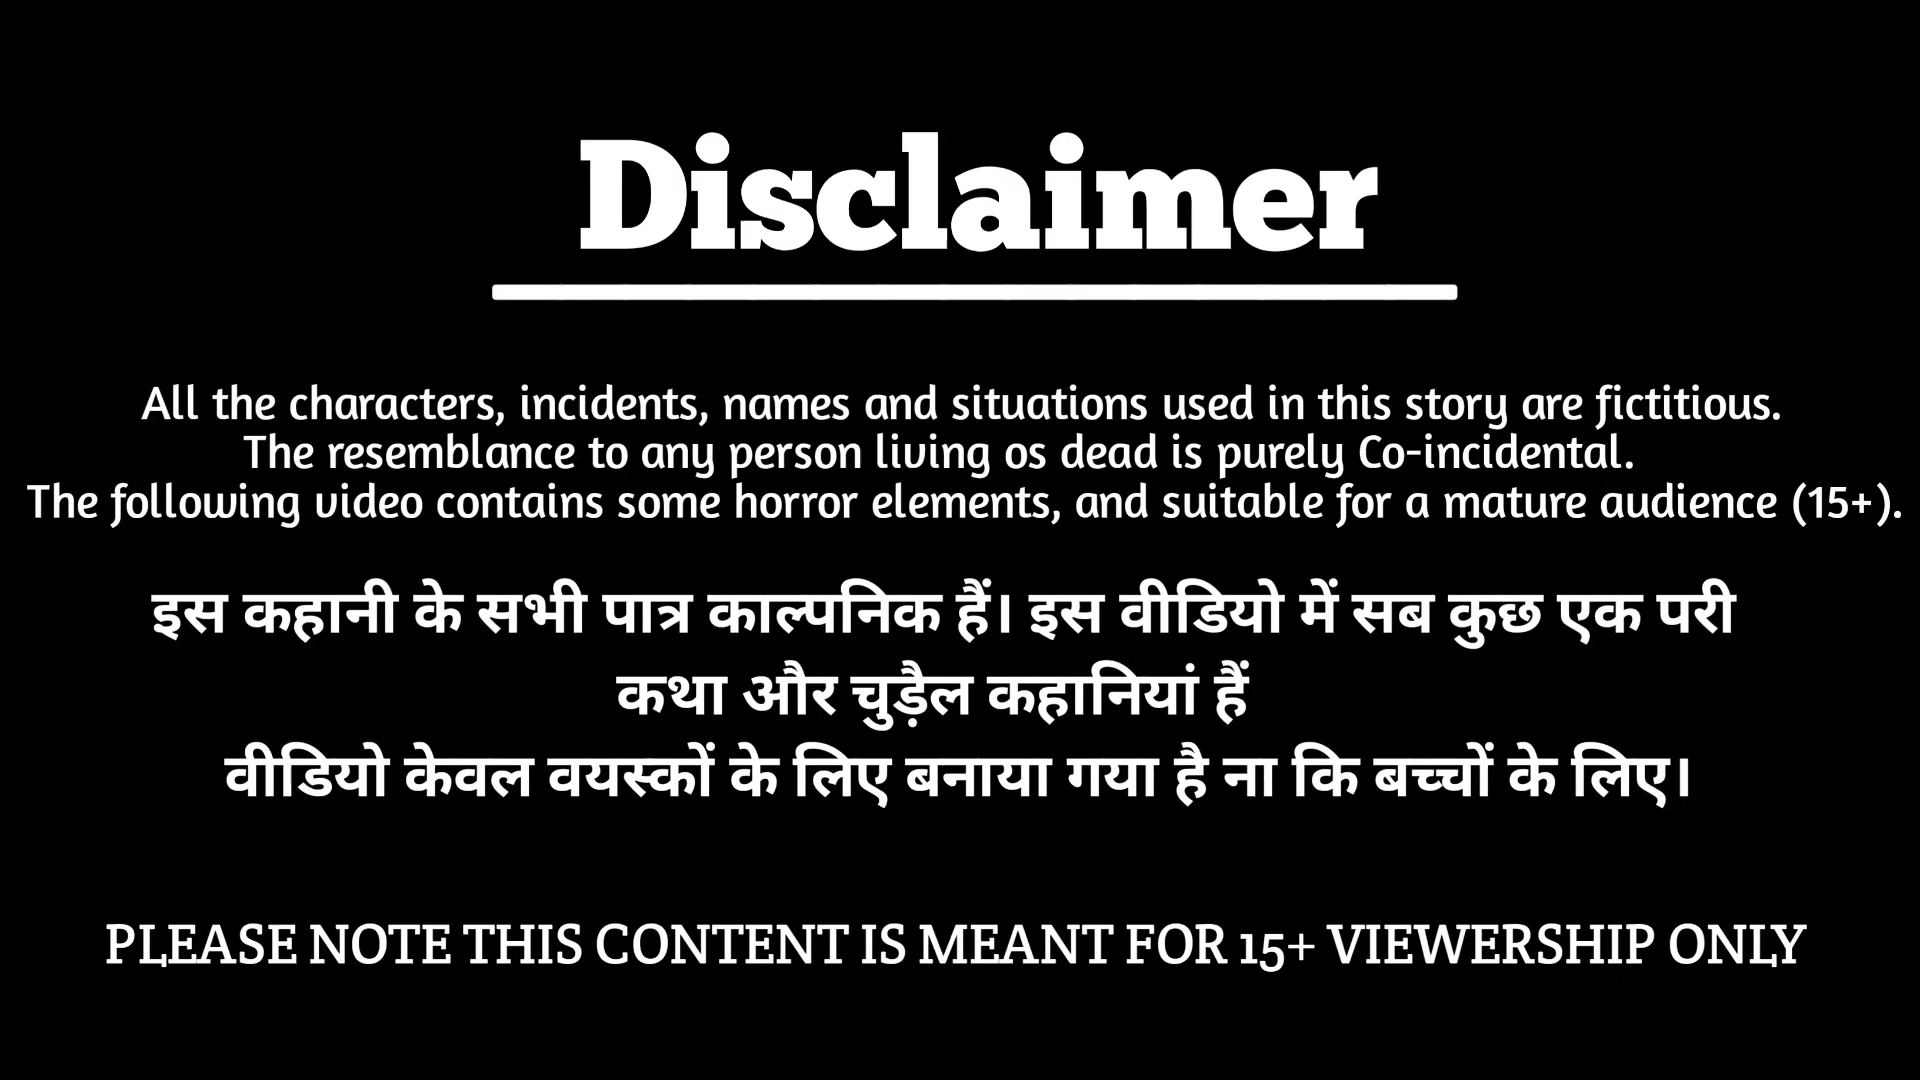 Disclaimer
All the characters, incidents, names and situations used in this story are fictitious.
The resemblance to any person living os dead is purely Co-incidental.
The following video contains some horror elements, and suitable for a mature audience (15+).
इस कहानी के सभी पात्र काल्पनिक हैं। इस वीडियो में सब कुछ एक परी
कथा और चुड़ैल कहानियां हैं
वीडियो केवल वयस्कों के लिए बनाया गया है ना कि बच्चों के लिए।
PLEASE NOTE THIS CONTENT IS MEANT FOR 15+ VIEWERSHIP ONLY